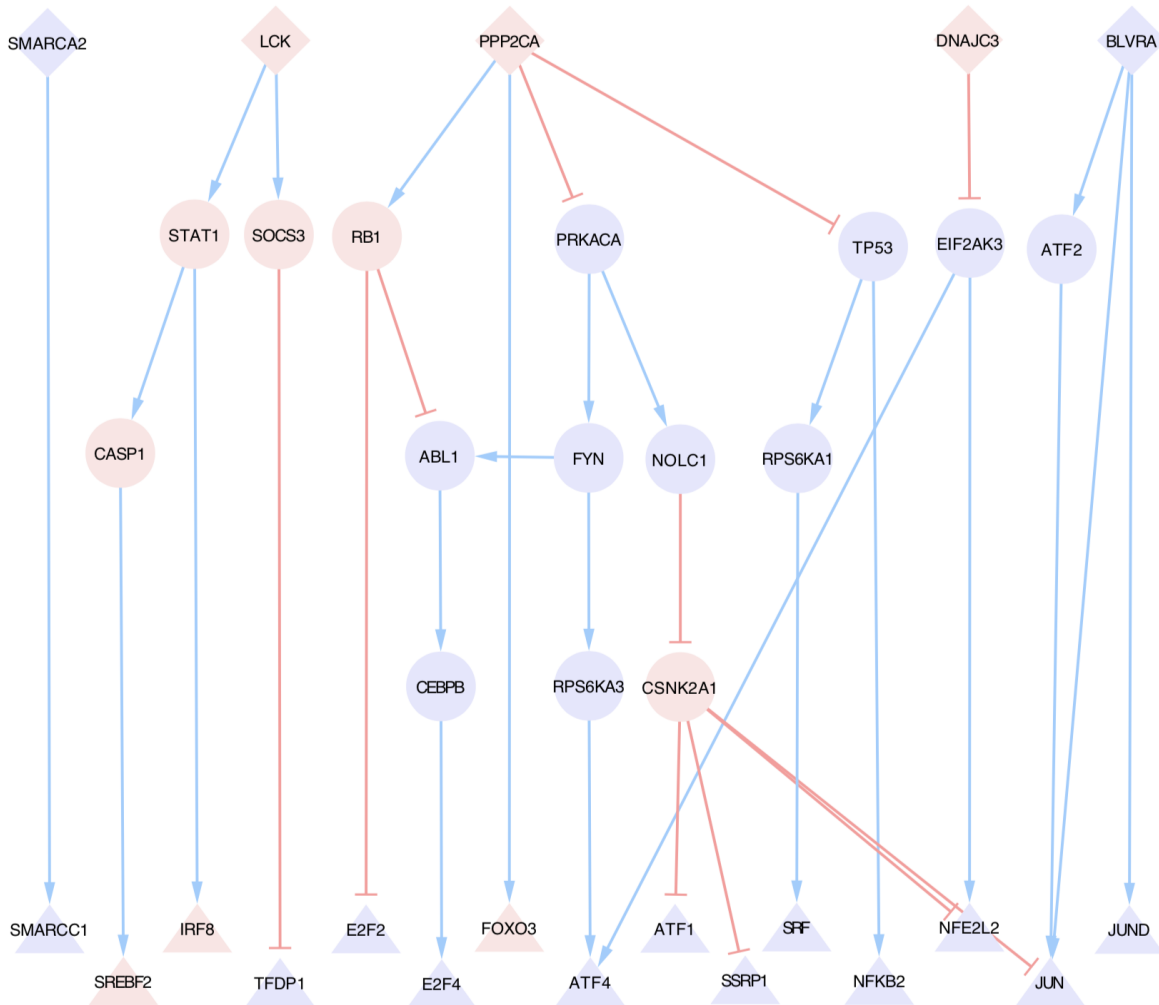 SMARCA2
LCK
PPP2CA
DNAJC3
BLVRA
STAT1
SOCS3
RB1
PRKACA
TP53
EIF2AK3
ATF2
CASP1
ABL1
FYN
NOLC1
RPS6KA1
CEBPB
RPS6KA3
CSNK2A1
SMARCC1
IRF8
E2F2
FOXO3
ATF1
SRF
NFE2L2
JUND
SREBF2
TFDP1
E2F4
ATF4
SSRP1
NFKB2
JUN